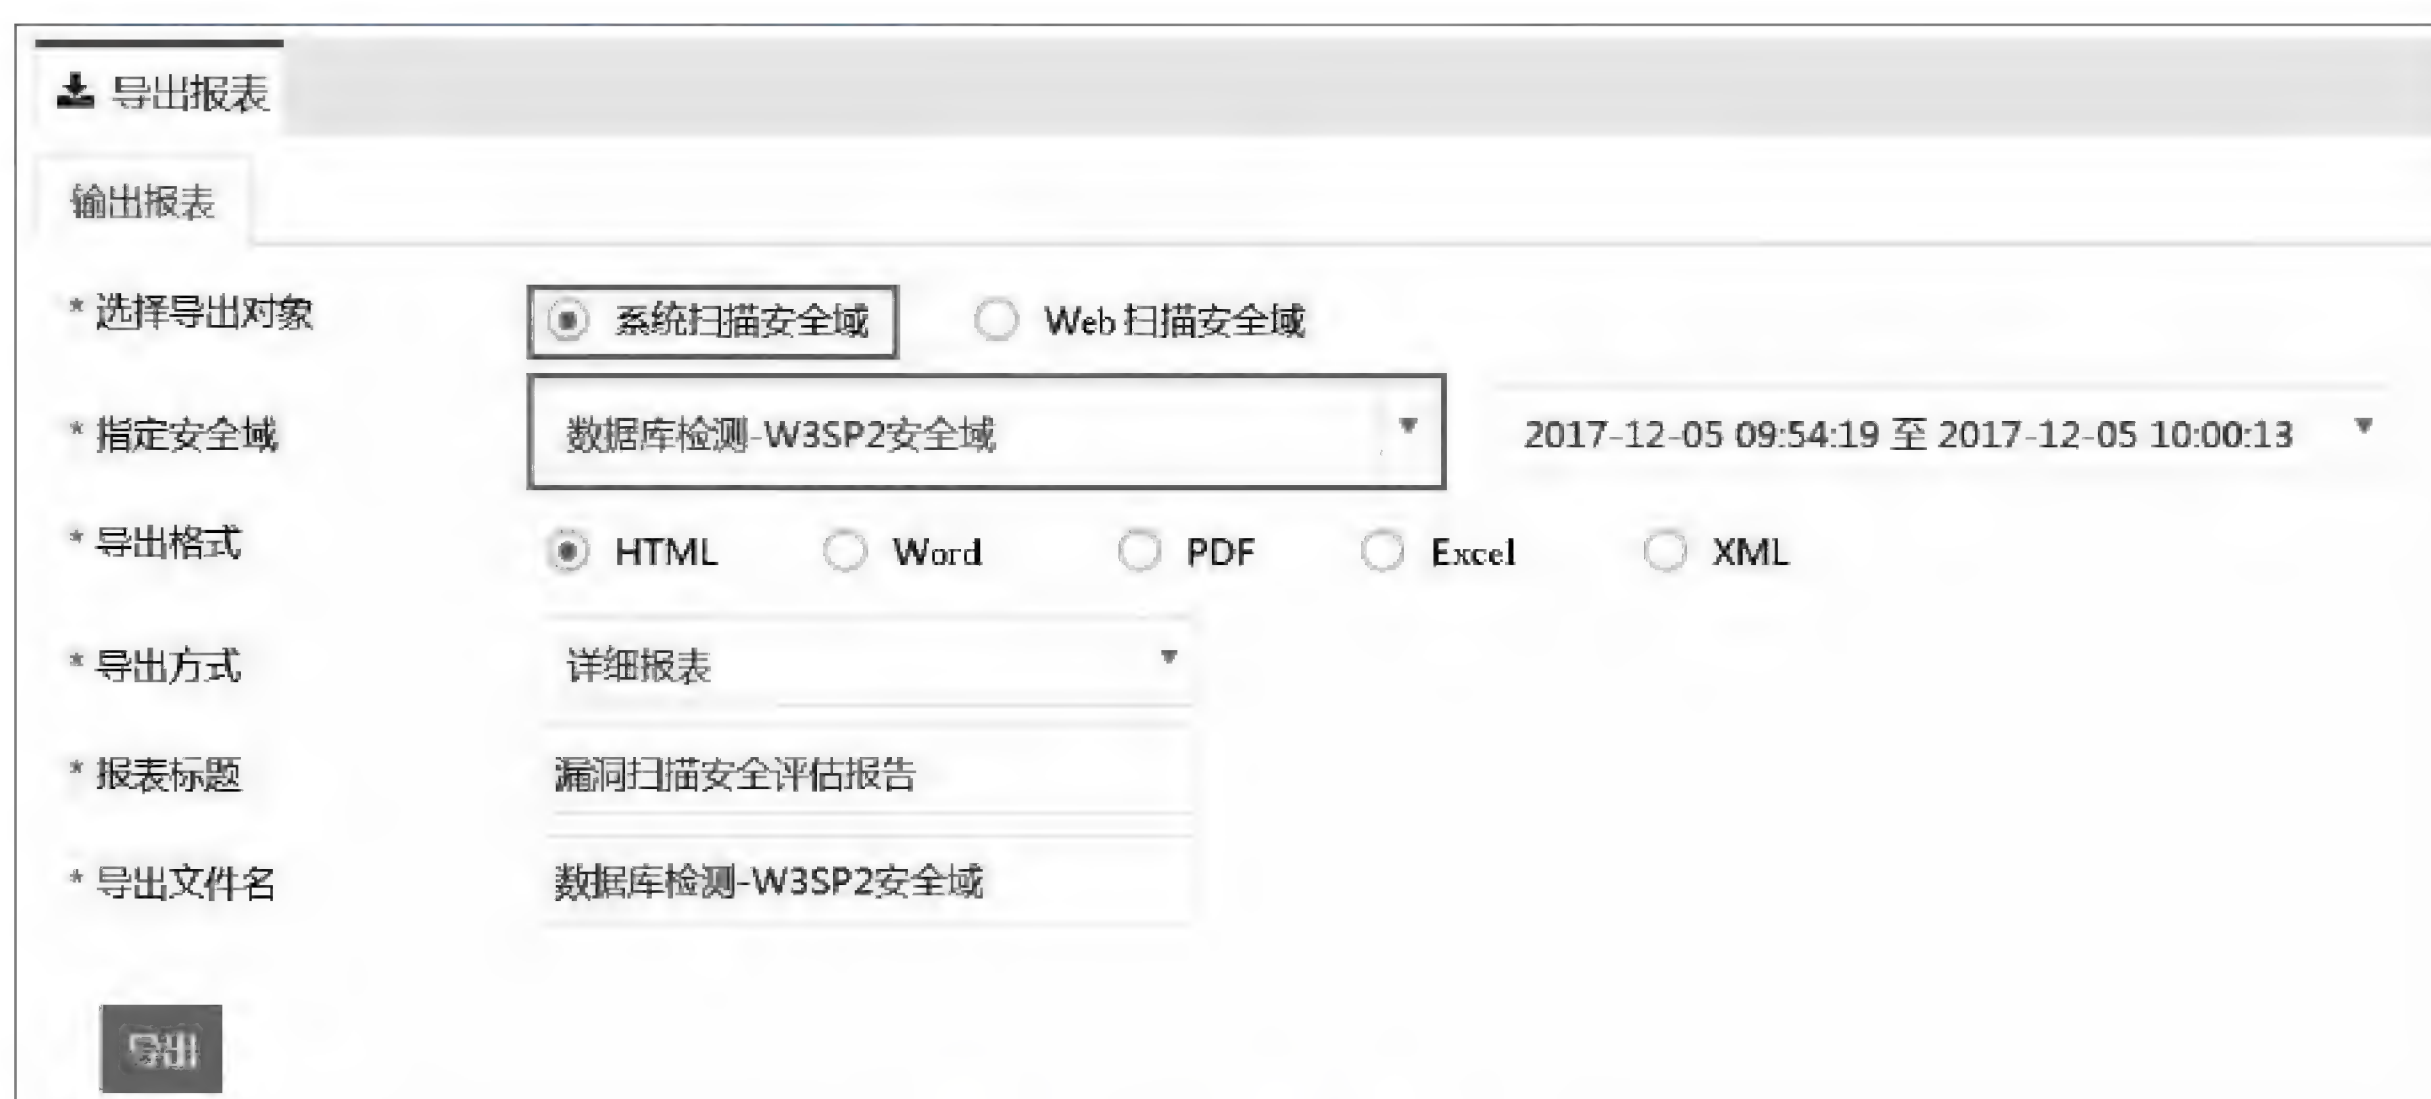 导出报表
输出报表
* 选择导出对象 系统扫描安全域 Web 扫描安全域
* 指定安全域 数据库检测-W3SP2安全域 2017-12-05 09:54:19 至 2017-12-05 10:00:13
* 导出格式 HTML Word PDF Excel XML
* 导出方式 详细报表
* 报表标题 漏洞扫描安全评估报告
* 导出文件名 数据库检测-W3SP2安全域
导出